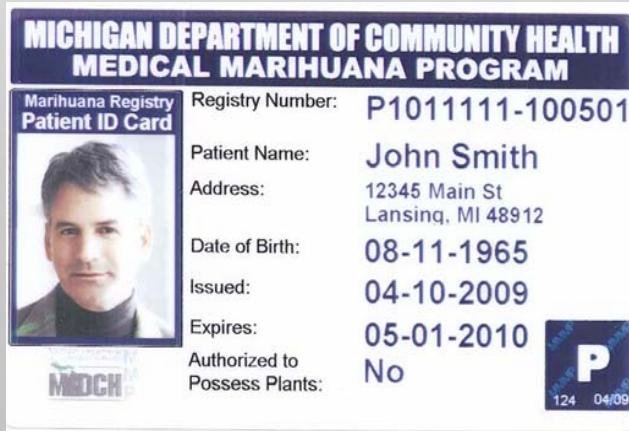 MICHIGAN DEPARTMENT OF COMMUNITY HEALTH
MEDICAL MARIHUANA PROGRAM
Marihuana Registry
Patient ID Card
Registry Number: P1011111-100501
Patient Name: John Smith
Address: 12345 Main St
Lansing, MI 48912
Date of Birth: 08-11-1965
Issued: 04-10-2009
Expires: 05-01-2010
Authorized to
Possess Plants: No
MDCH
P
124 04/09